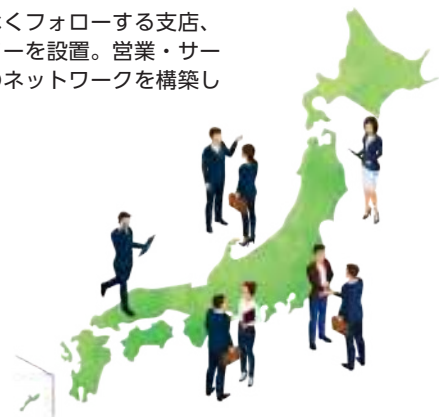 くフォローする支店、
ーを設置。営業・サー
ネットワークを構築し